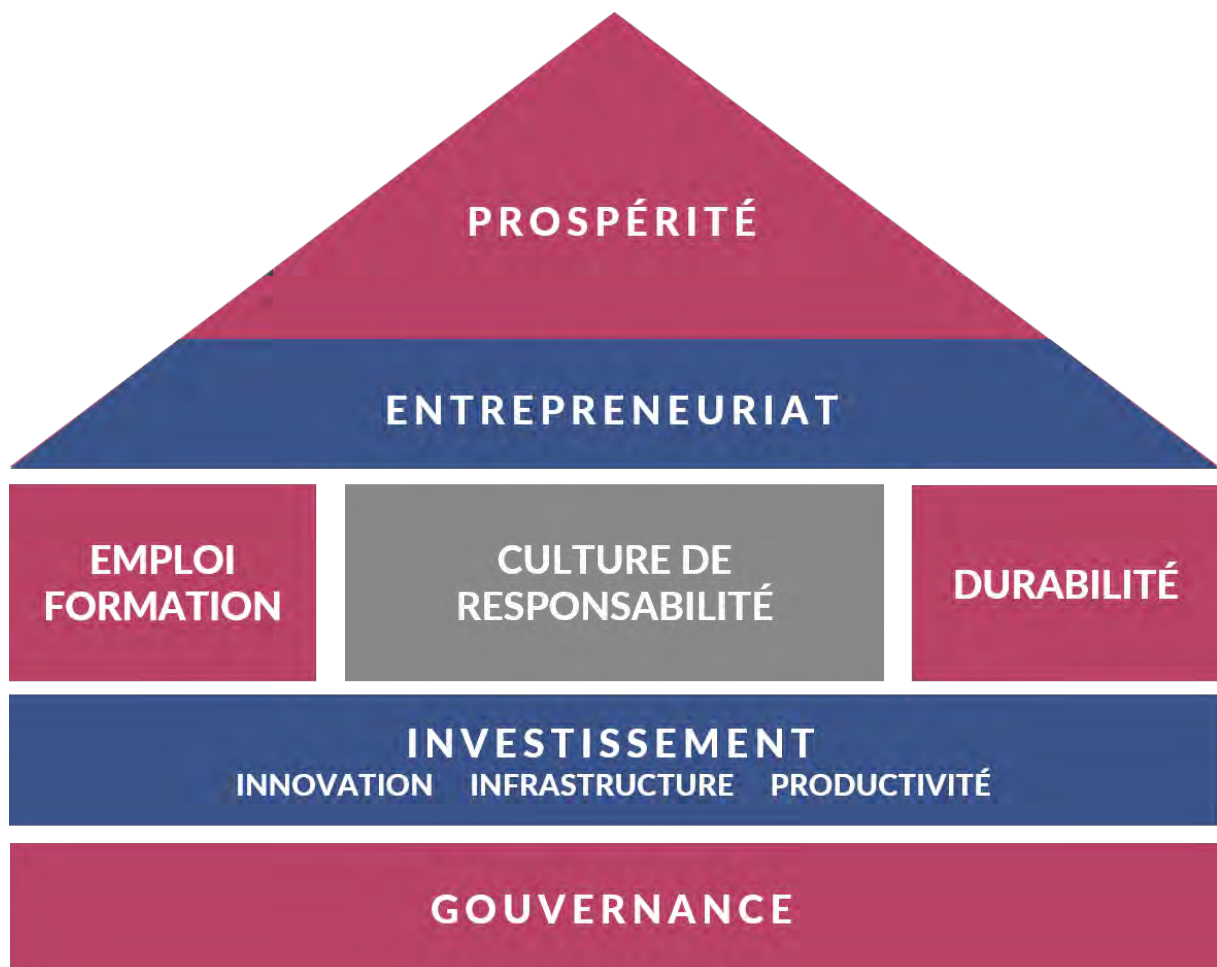 PROSPÉRITÉ
ENTREPRENEURIAT
EMPLOI
FORMATION
CULTURE DE
RESPONSABILITÉ
DURABILITÉ
INVESTISSEMENT
INNOVATION INFRASTRUCTURE PRODUCTIVITÉ
GOUVERNANCE